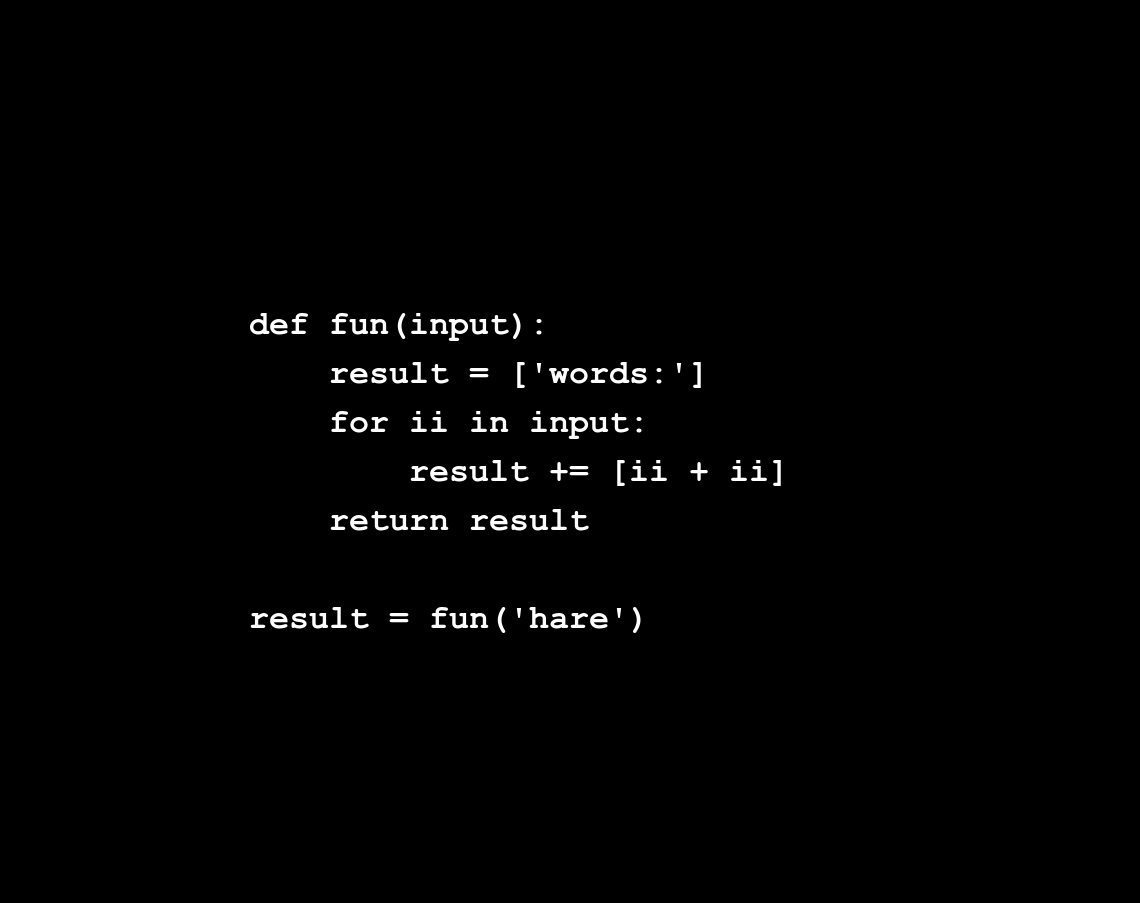 def fun(input):
    result = ['words:']
    for ii in input:
        result += [ii + ii]
    return result

result = fun('hare')